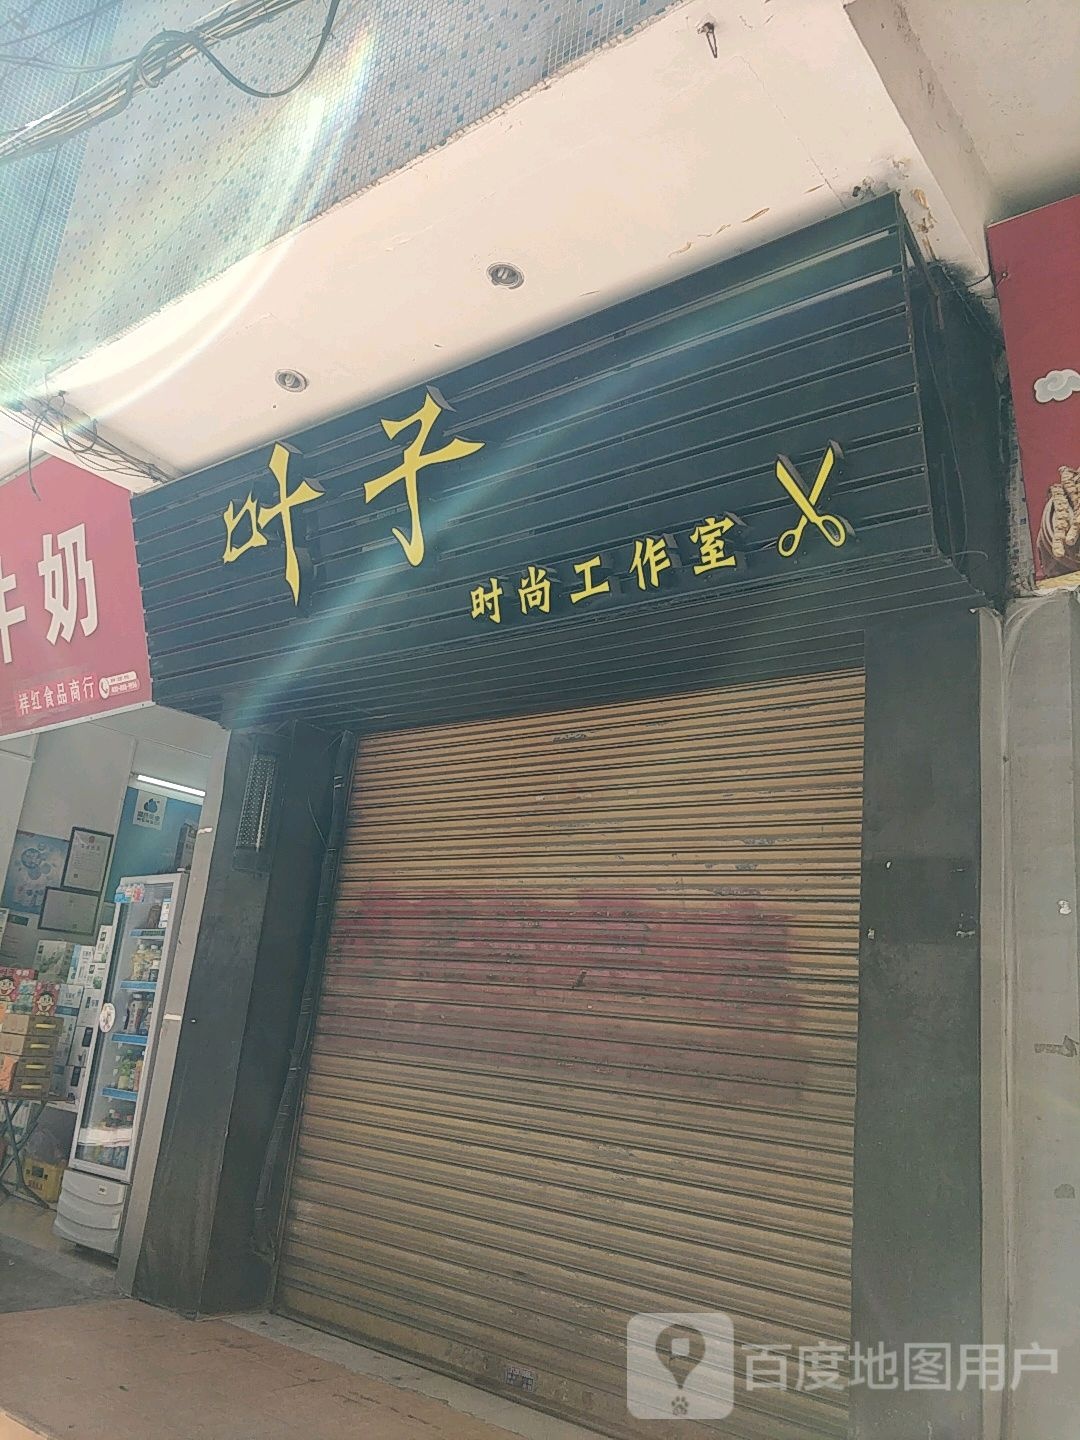 叶子
时尚工作室
牛奶
祥红食品商行
百度地图用户